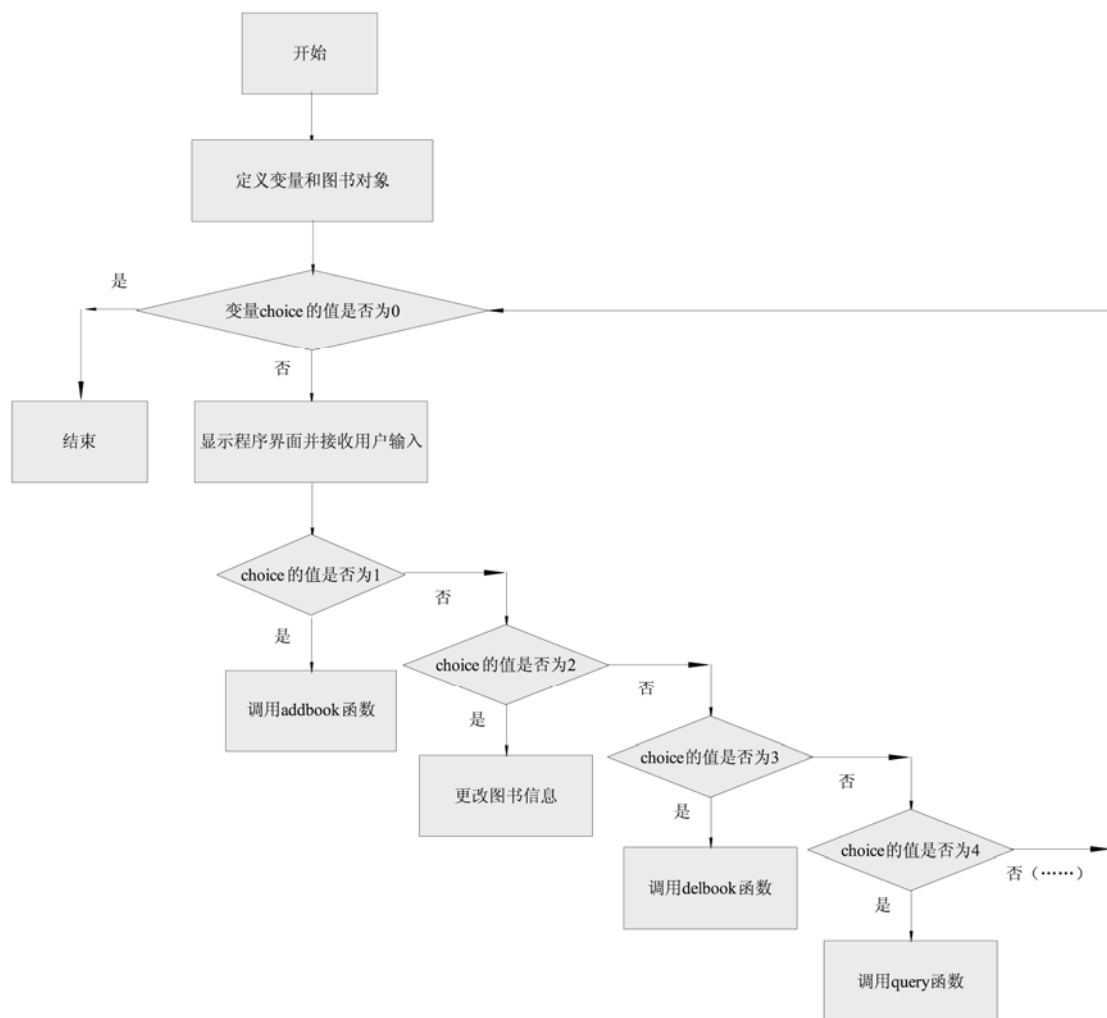 开始
定义变量和图书对象
是
变量choice的值是否为0
否
结束
显示程序界面并接收用户输入
choice的值是否为1
否
是
choice的值是否为2
调用addbook函数
否
是
choice的值是否为3
更改图书信息
否
是
choice的值是否为4
调用delbook函数
否（……）
是
调用query函数